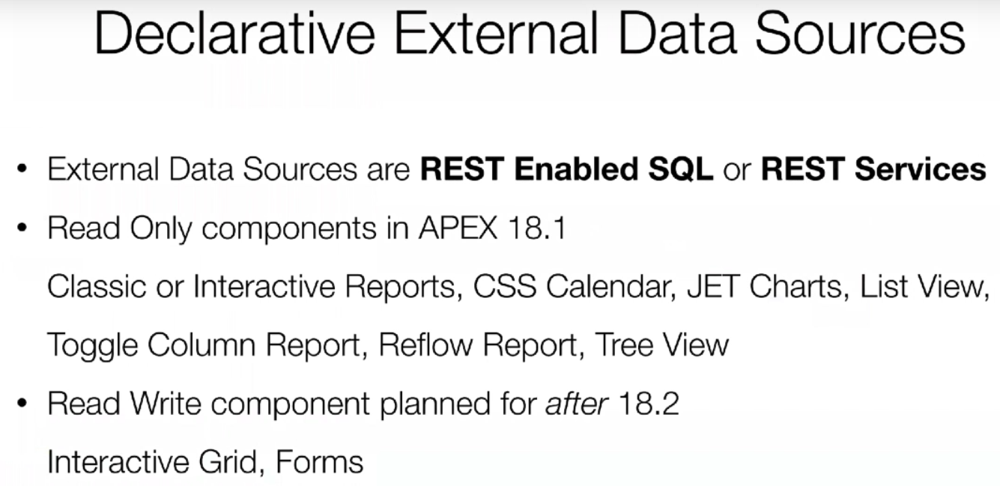 Declarative External Data Sources
• External Data Sources are REST Enabled SQL or REST Services
• Read Only components in APEX 18.1
Classic or Interactive Reports, CSS Calendar, JET Charts, List View,
Toggle Column Report, Reflow Report, Tree View
• Read Write component planned for after 18.2
Interactive Grid, Forms